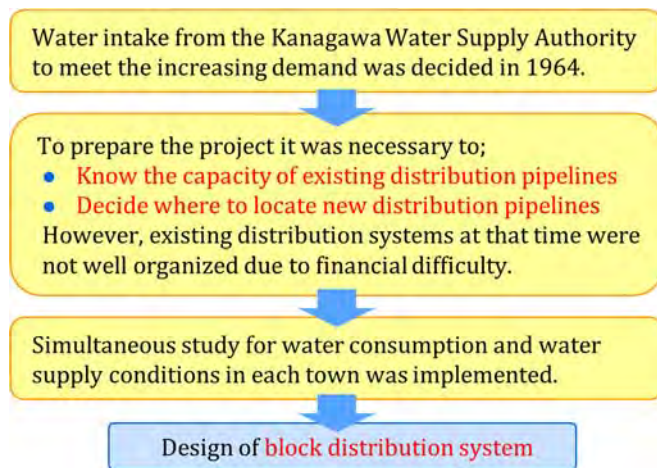 Water intake from the Kanagawa Water Supply Authority
to meet the increasing demand was decided in 1964.
To prepare the project it was necessary to;
● Know the capacity of existing distribution pipelines
● Decide where to locate new distribution pipelines
However, existing distribution systems at that time were
not well organized due to financial difficulty.
Simultaneous study for water consumption and water
supply conditions in each town was implemented.
Design of block distribution system